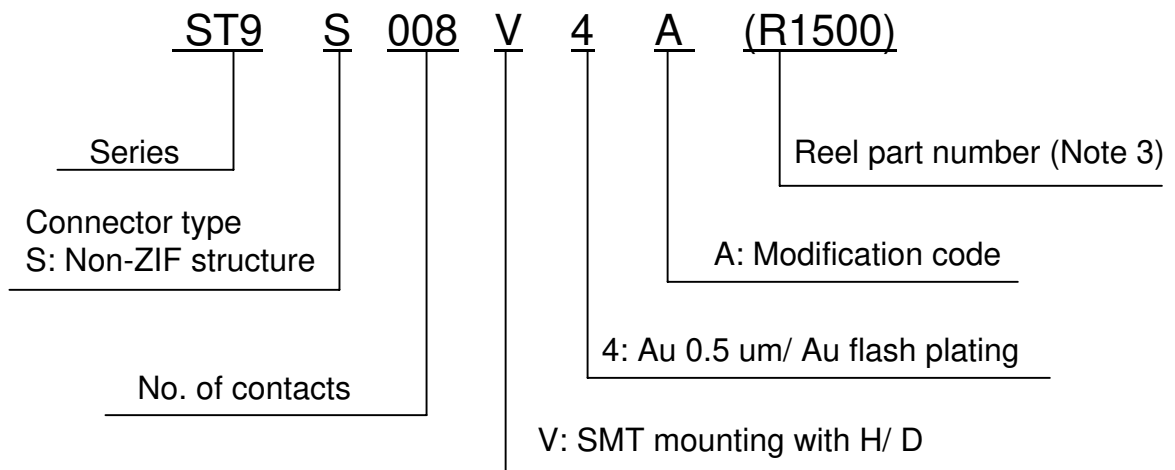 ST9 S 008 V 4 A (R1500)
Series
Reel part number (Note 3)
Connector type
S: Non-ZIF structure
A: Modification code
4: Au 0.5 um/ Au flash plating
No. of contacts
V: SMT mounting with H/ D